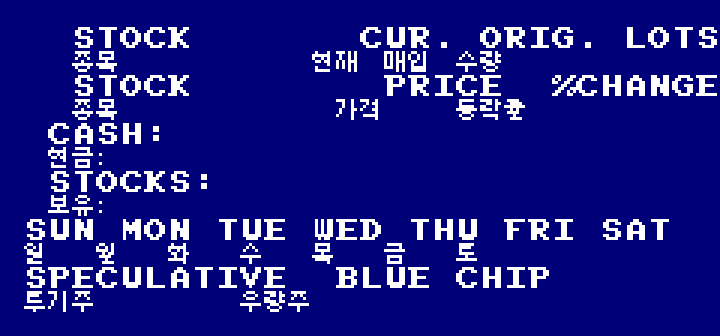 STOCK CUR. ORIG. LOTS
종목 현재 매입 수량
STOCK PRICE %CHANGE
종목 가격 등락률
CASH:
현금:
STOCKS:
보유:
SUN MON TUE WED THU FRI SAT
일 월 화 수 목 금 토
SPECULATIVE BLUE CHIP
투기주 우량주